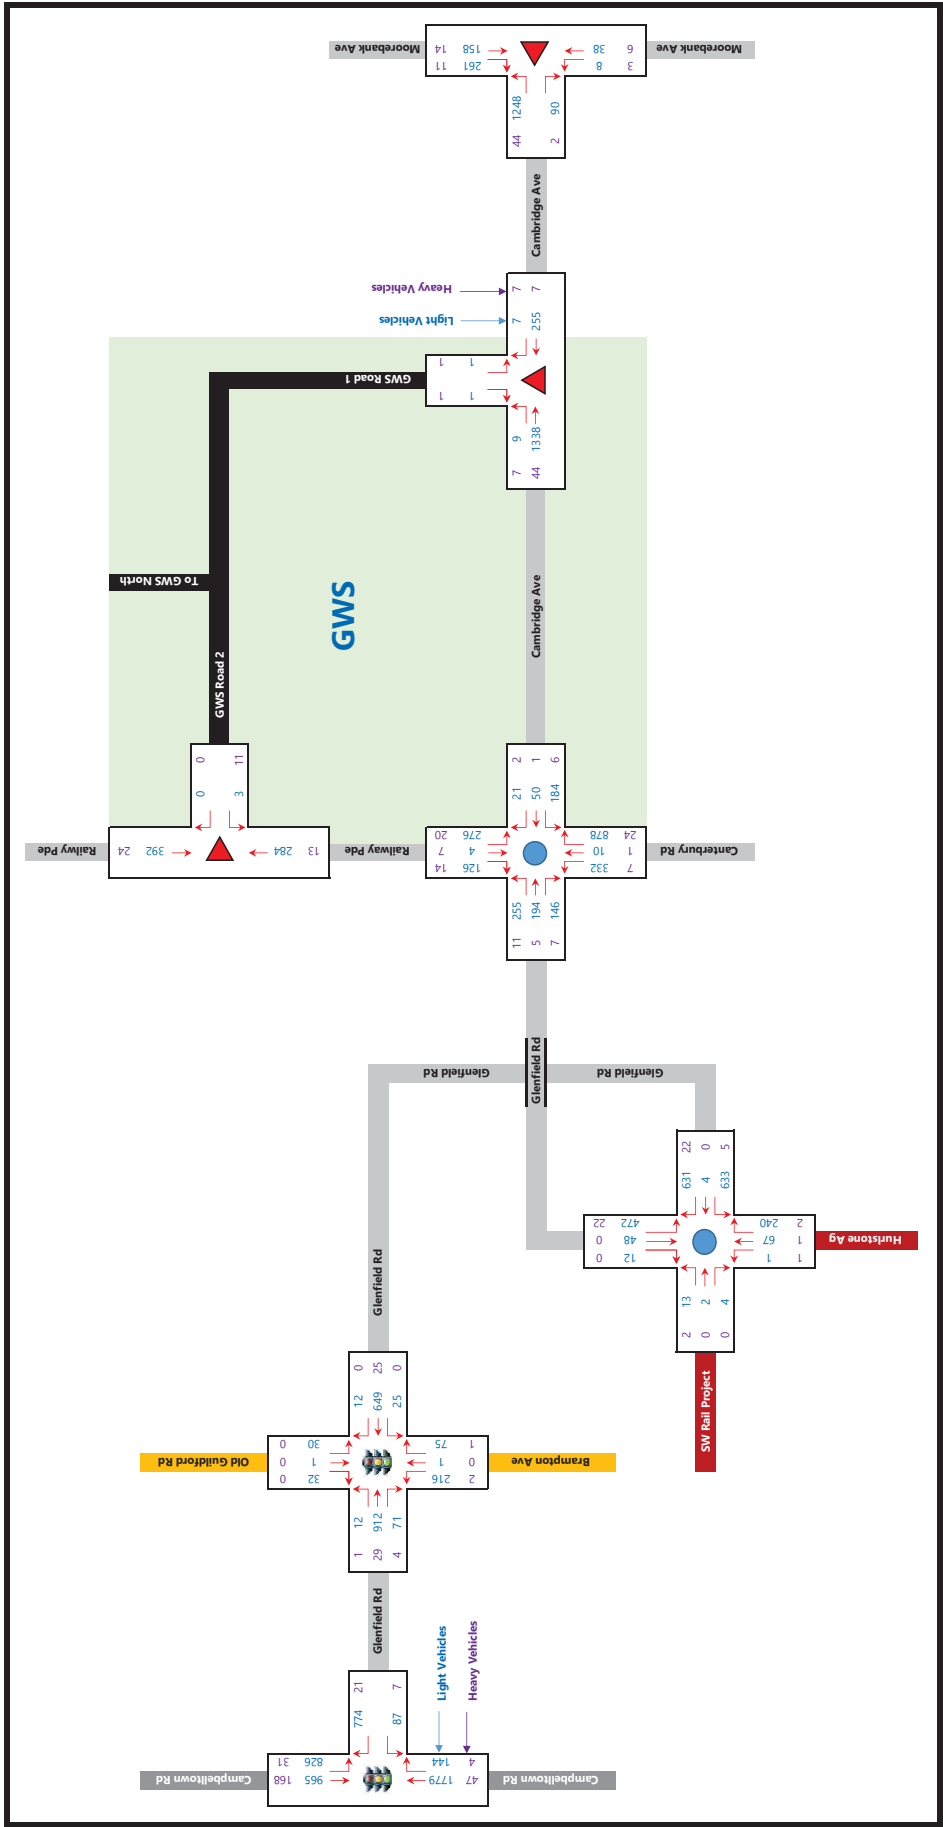 Moorebank Ave
14 158
11 261
38 6
8 3
Moorebank Ave
1248
44
90
2
Cambridge Ave
Heavy Vehicles
Light Vehicles
7 7
7 255
1 1
1 1
GWS Road 1
9 1338
7 44
To GWS North
GWS
Cambridge Ave
GWS Road 2
0 11
0 3
Railwy Pde
24 392
284 13
Railway Pde
2 1 6
21 50 184
20 276
7 4
14 126
878 24
10 1
332 7
Canterbury Rd
255 194 146
11 5 7
Glenfield Rd
Glenfield Rd
Glenfield Rd
22 0 5
631 4 633
22 472
0 48
0 12
240 2
67 1
1 1
Hurlstone Ag
13 2 4
2 0 0
SW Rail Project
Glenfield Rd
0 25 0
12 649 25
Old Guildford Rd
0 30
0 1
0 32
75 1
1 0
216 2
Brampton Ave
12 912 71
1 29 4
Glenfield Rd
Light Vehicles
Heavy Vehicles
21 7
774 87
Campbelltown Rd
31 826
168 965
144 4
1779 47
Campbelltown Rd